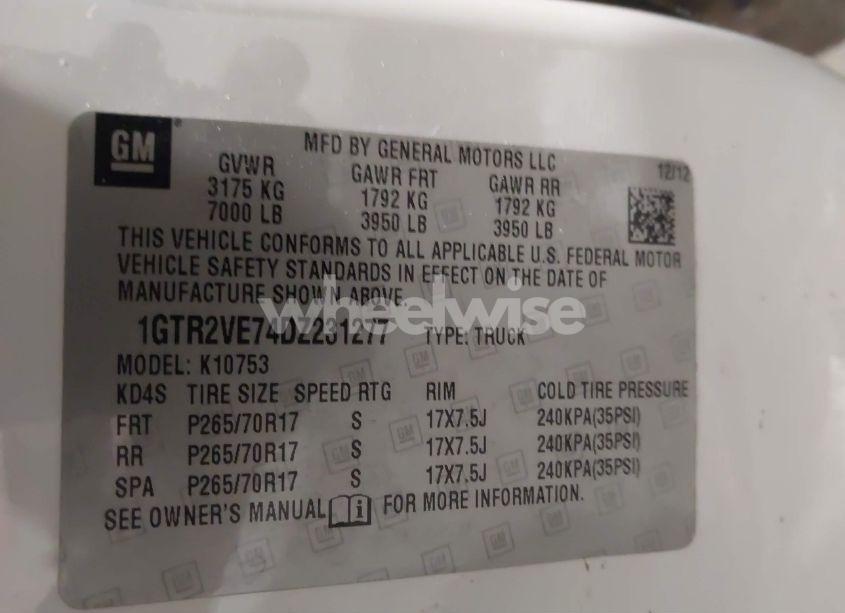 GM
MFD BY GENERAL MOTORS LLC
12/12
GVWR GAWR FRT GAWR RR
3175 KG 1792 KG 1792 KG
7000 LB 3950 LB 3950 LB
THIS VEHICLE CONFORMS TO ALL APPLICABLE U.S. FEDERAL MOTOR
VEHICLE SAFETY STANDARDS IN EFFECT ON THE DATE OF
MANUFACTURE SHOWN ABOVE.
wheelwise
1GTR2VE74DZ231277 TYPE: TRUCK
MODEL: K10753
KD4S TIRE SIZE SPEED RTG RIM COLD TIRE PRESSURE
FRT P265/70R17 S 17X7.5J 240KPA(35PSI)
RR P265/70R17 S 17X7.5J 240KPA(35PSI)
SPA P265/70R17 S 17X7.5J 240KPA(35PSI)
SEE OWNER'S MANUAL FOR MORE INFORMATION.